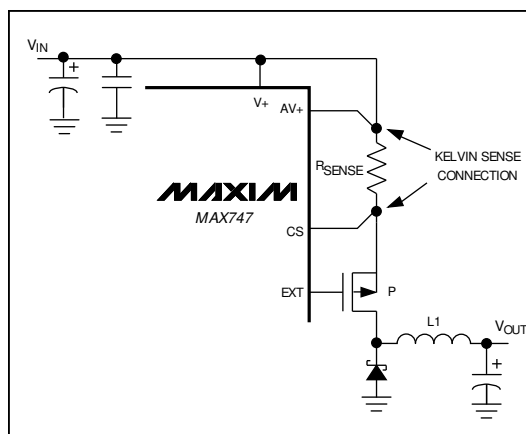 VIN
+
V+
AV+
RSENSE
KELVIN SENSE
CONNECTION
MAXIM
MAX747
CS
EXT
P
L1
VOUT
+